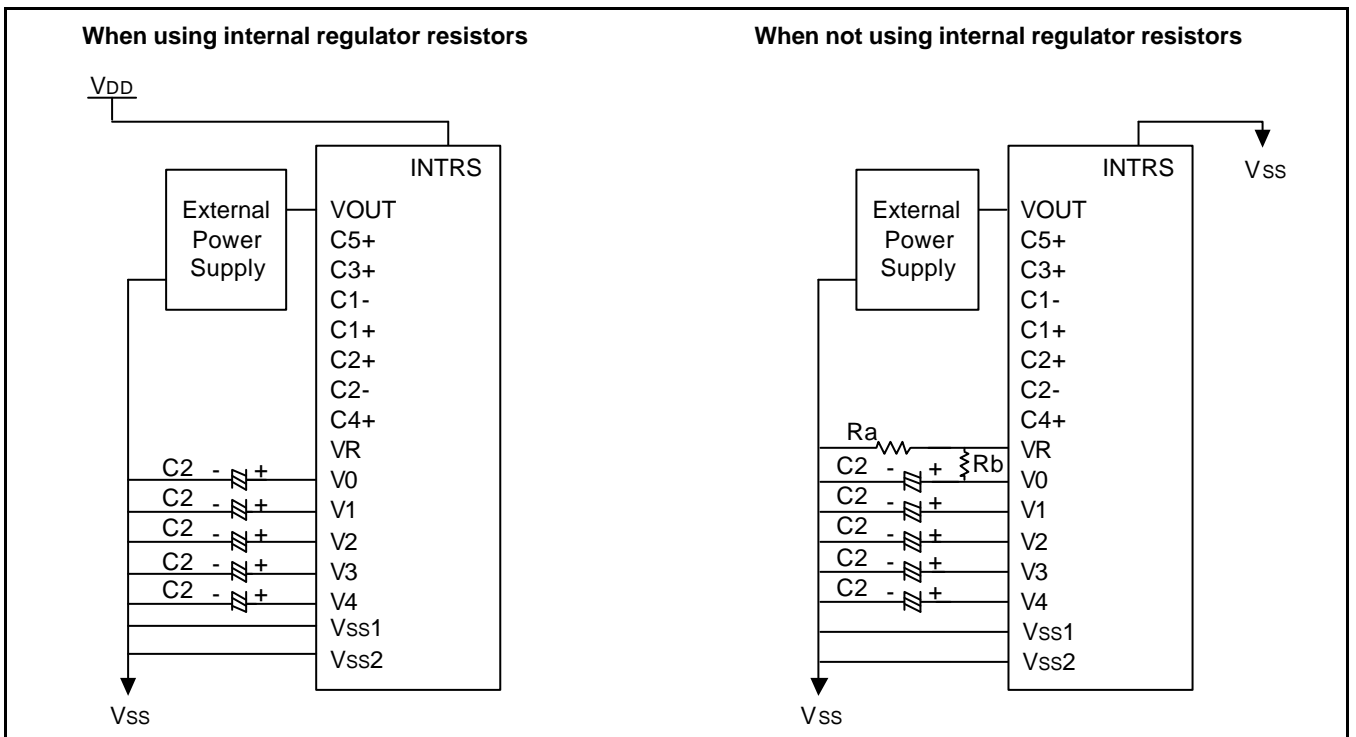 When using internal regulator resistors
VDD
INTRS
External
Power
Supply
VOUT
C5+
C3+
C1-
C1+
C2+
C2-
C4+
VR
C2 - + V0
C2 - + V1
C2 - + V2
C2 - + V3
C2 - + V4
Vss1
Vss2
Vss
When not using internal regulator resistors
INTRS
Vss
External
Power
Supply
VOUT
C5+
C3+
C1-
C1+
C2+
C2-
C4+
Ra VR
Rb
C2 - + V0
C2 - + V1
C2 - + V2
C2 - + V3
C2 - + V4
Vss1
Vss2
Vss